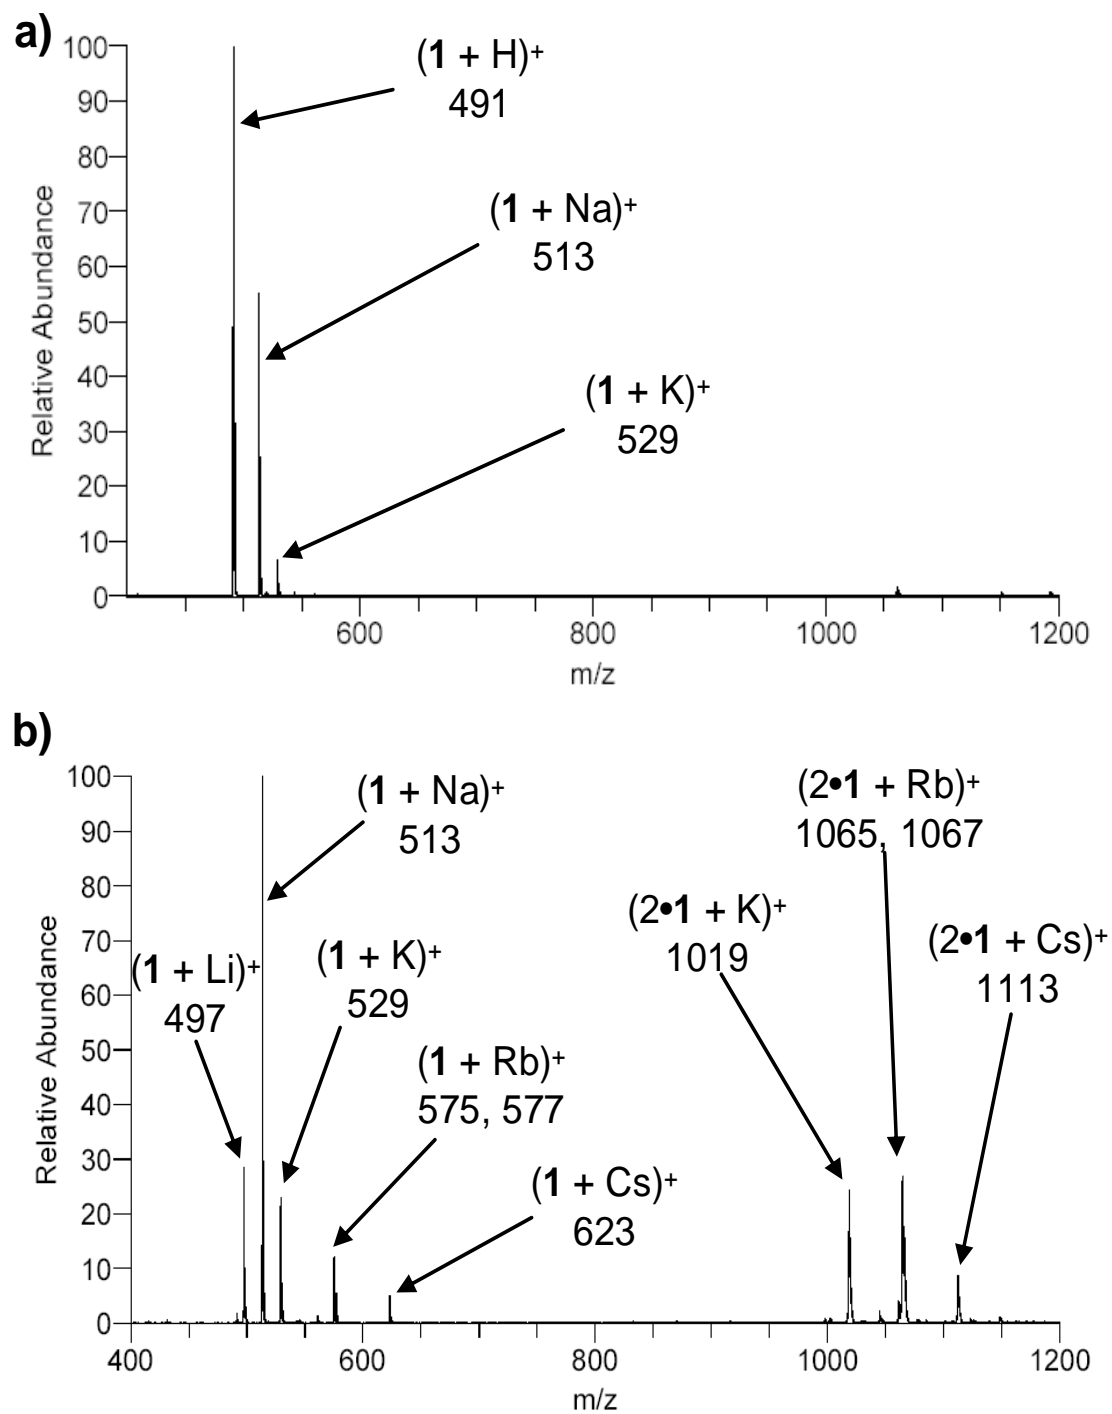 a)
(1 + H)+
491
(1 + Na)+
513
(1 + K)+
529
100
90
80
70
60
50
40
30
20
10
0
Relative Abundance
600
800
1000
1200
m/z
b)
(1 + Na)+
513
(2•1 + Rb)+
1065, 1067
(2•1 + K)+
1019
(2•1 + Cs)+
1113
(1 + Li)+
497
(1 + K)+
529
(1 + Rb)+
575, 577
(1 + Cs)+
623
100
90
80
70
60
50
40
30
20
10
0
Relative Abundance
400
600
800
1000
1200
m/z